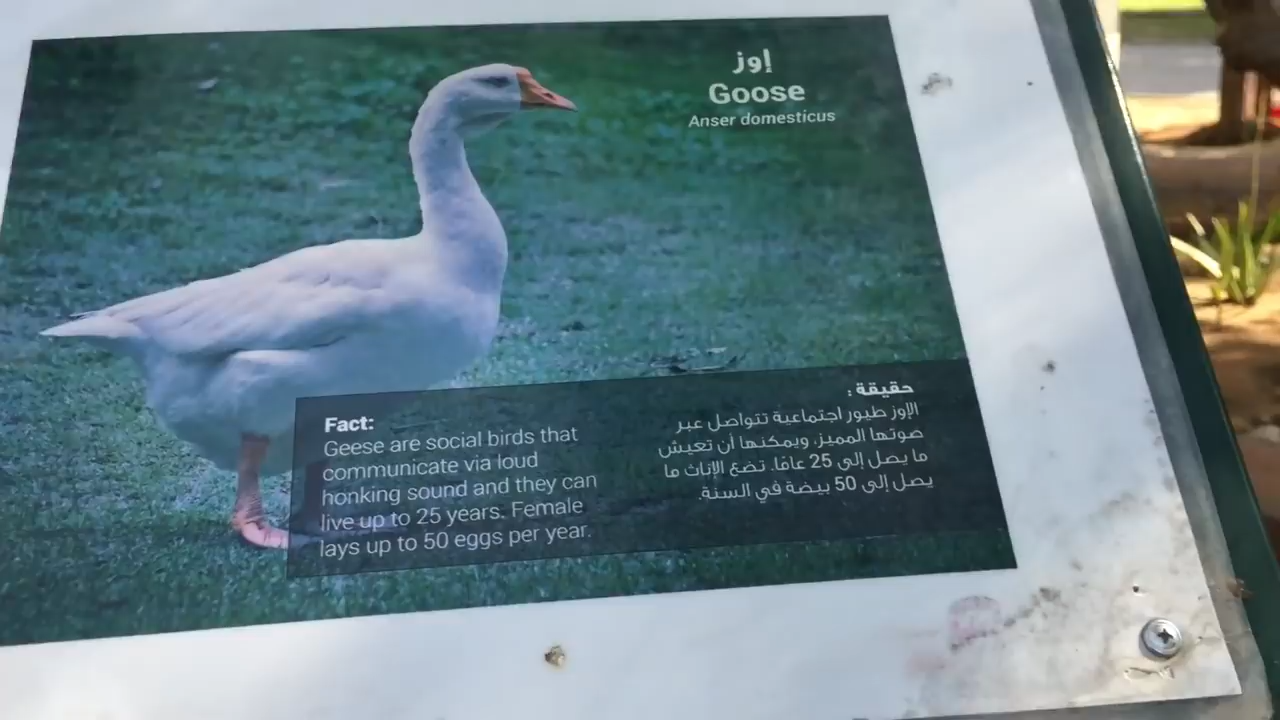 إوز
Goose
Anser domesticus
Fact:
Geese are social birds that
communicate via loud
honking sound and they can
live up to 25 years. Female
lays up to 50 eggs per year.
حقيقة :
الإوز طيور اجتماعية تتواصل عبر
صوتها المميز، ويمكنها أن تعيش
ما يصل إلى 25 عامًا. تضع الإناث ما
يصل إلى 50 بيضة في السنة.